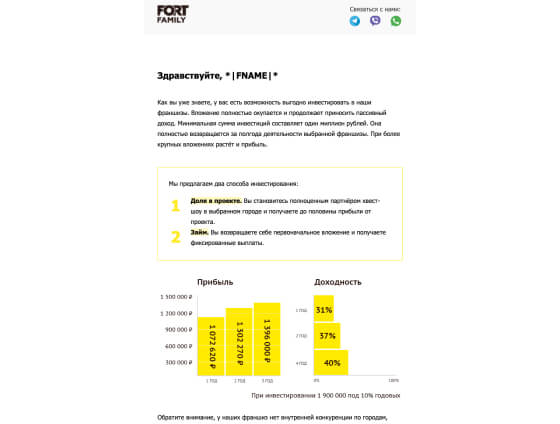 FORT
FAMILY
Связаться с нами:
Здравствуйте, *|FNAME|*
Как вы уже знаете, у вас есть возможность выгодно инвестировать в наши
франшизы. Вложение полностью окупается и продолжает приносить пассивный
доход. Минимальная сумма инвестиций составляет один миллион рублей. Она
полностью возвращается за полгода деятельности выбранной франшизы. При более
крупных вложениях растёт и прибыль.
Мы предлагаем два способа инвестирования:
1 Доля в проекте. Вы становитесь полноценным партнёром квест-
шоу в выбранном городе и получаете до половины прибыли от
проекта.
2 Займ. Вы возвращаете себе первоначальное вложение и получаете
фиксированные выплаты.
Прибыль
1 500 000 ₽
1 200 000 ₽
900 000 ₽
600 000 ₽
300 000 ₽
1 072 620 ₽
1 302 270 ₽
1 396 000 ₽
1 ГОД
2 ГОД
3 ГОД
Доходность
1 ГОД 31%
2 ГОД 37%
4 ГОД 40%
0% 100%
При инвестировании 1 900 000 под 10% годовых
Обратите внимание, у наших франшиз нет внутренней конкуренции по городам,